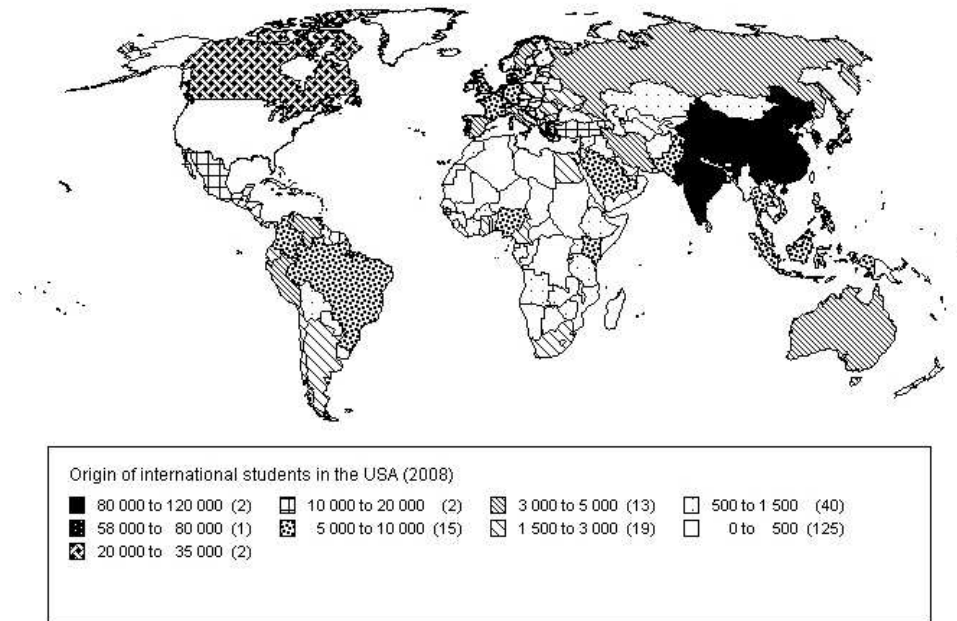 Origin of international students in the USA (2008)
80 000 to 120 000 (2) 10 000 to 20 000 (2) 3 000 to 5 000 (13) 500 to 1 500 (40)
58 000 to 80 000 (1) 5 000 to 10 000 (15) 1 500 to 3 000 (19) 0 to 500 (125)
20 000 to 35 000 (2)